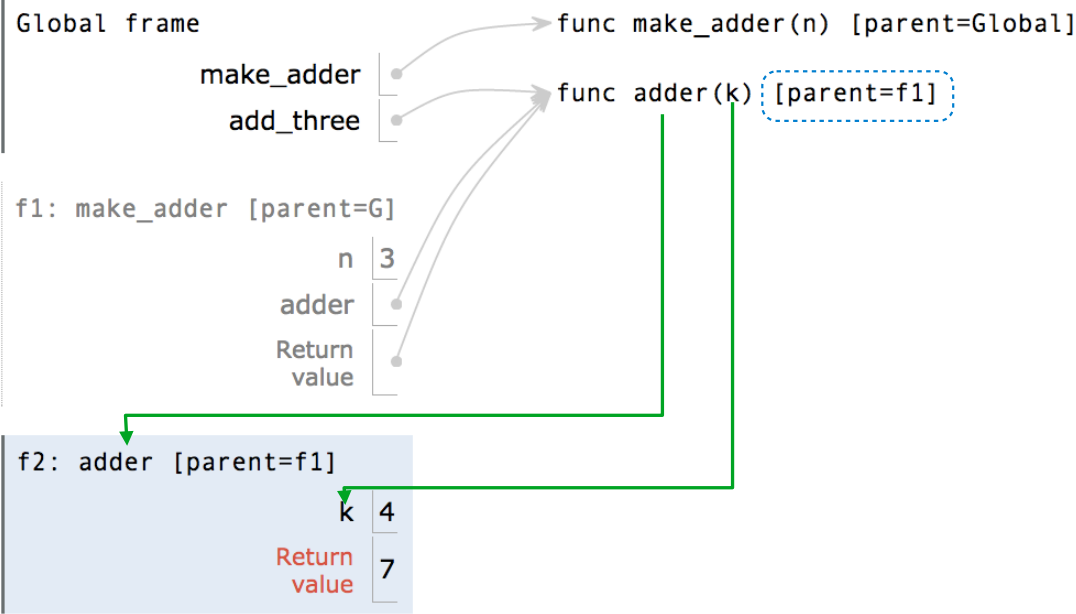 Global frame
func make_adder(n) [parent=Global]
make_adder
func adder(k) [parent=f1]
add_three
f1: make_adder [parent=G]
n 3
adder
Return
value
f2: adder [parent=f1]
k 4
Return
value 7